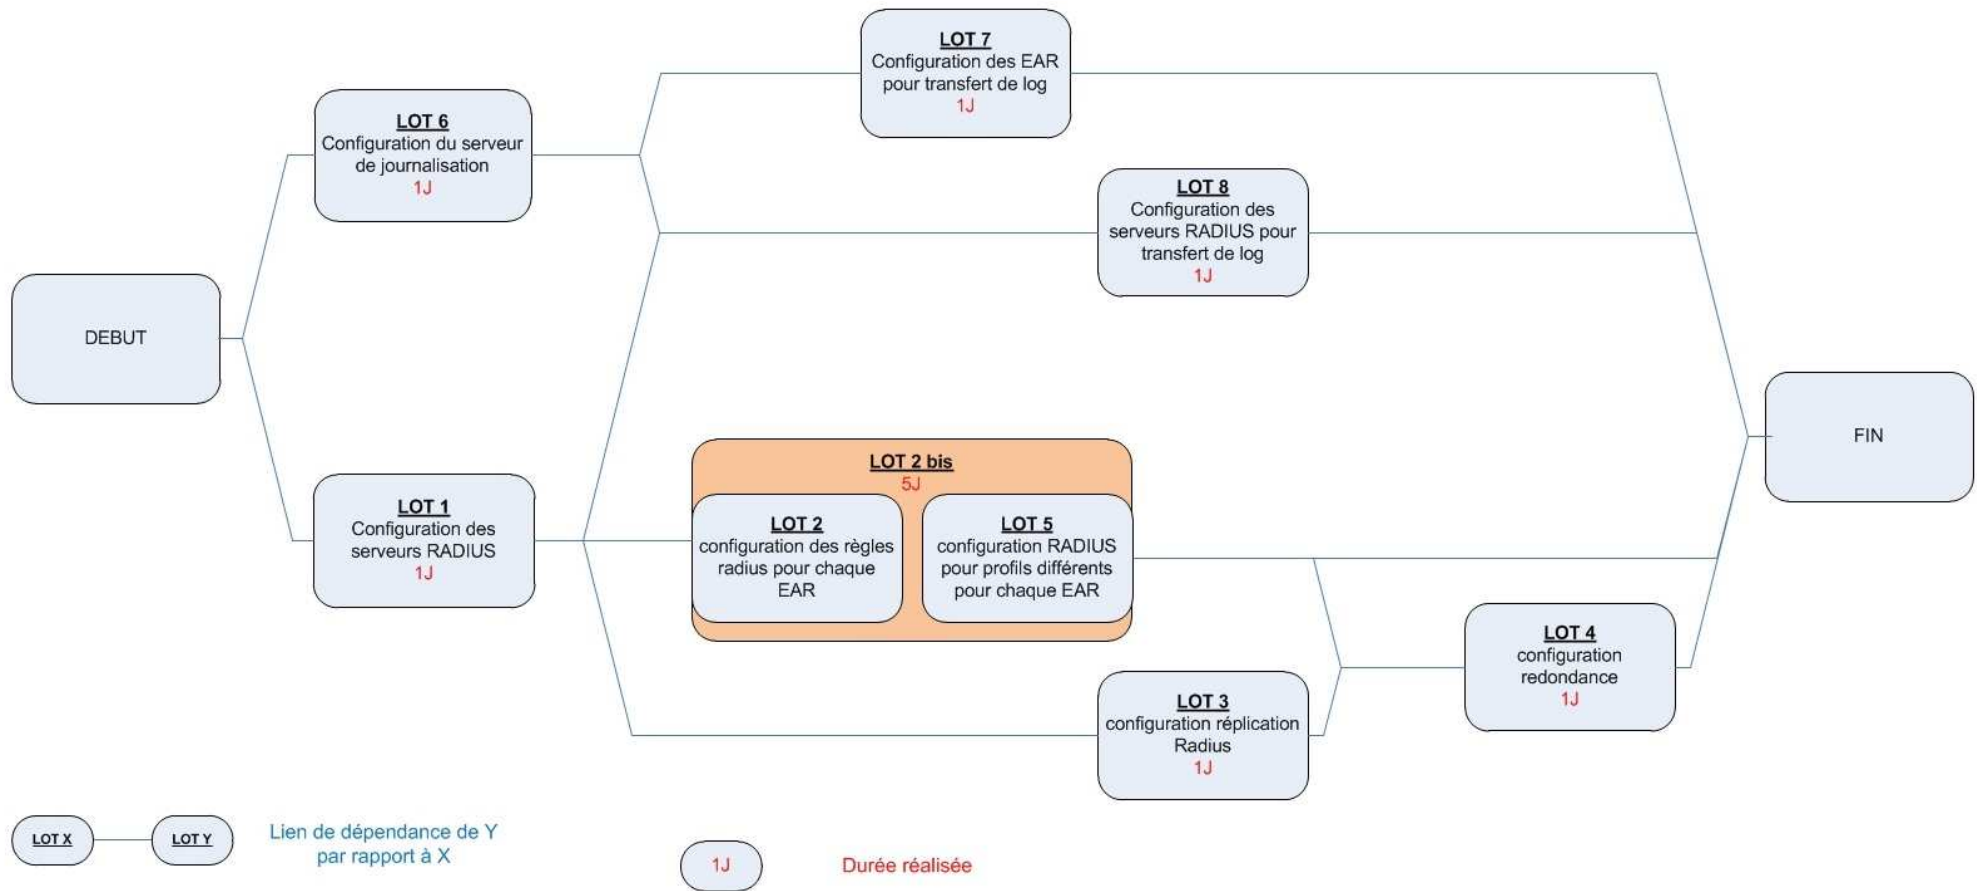 LOT 7
Configuration des EAR
pour transfert de log
1J
LOT 6
Configuration du serveur
de journalisation
1J
LOT 8
Configuration des
serveurs RADIUS pour
transfert de log
1J
DEBUT
FIN
LOT 2 bis
5J
LOT 1
Configuration des
serveurs RADIUS
1J
LOT 2
configuration des règles
radius pour chaque
EAR
LOT 5
configuration RADIUS
pour profils différents
pour chaque EAR
LOT 4
configuration
redondance
1J
LOT 3
configuration réplication
Radius
1J
LOT X
LOT Y
Lien de dépendance de Y
par rapport à X
1J
Durée réalisée